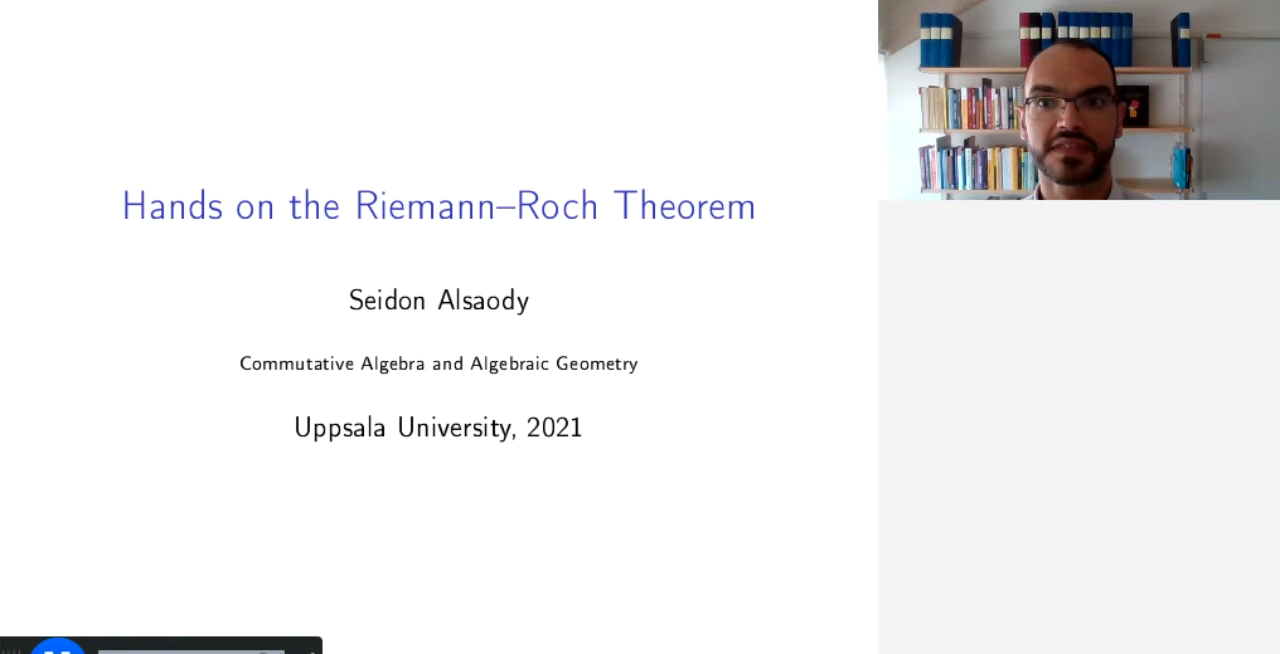 Hands on the Riemann–Roch Theorem
Seidon Alsaody
Commutative Algebra and Algebraic Geometry
Uppsala University, 2021